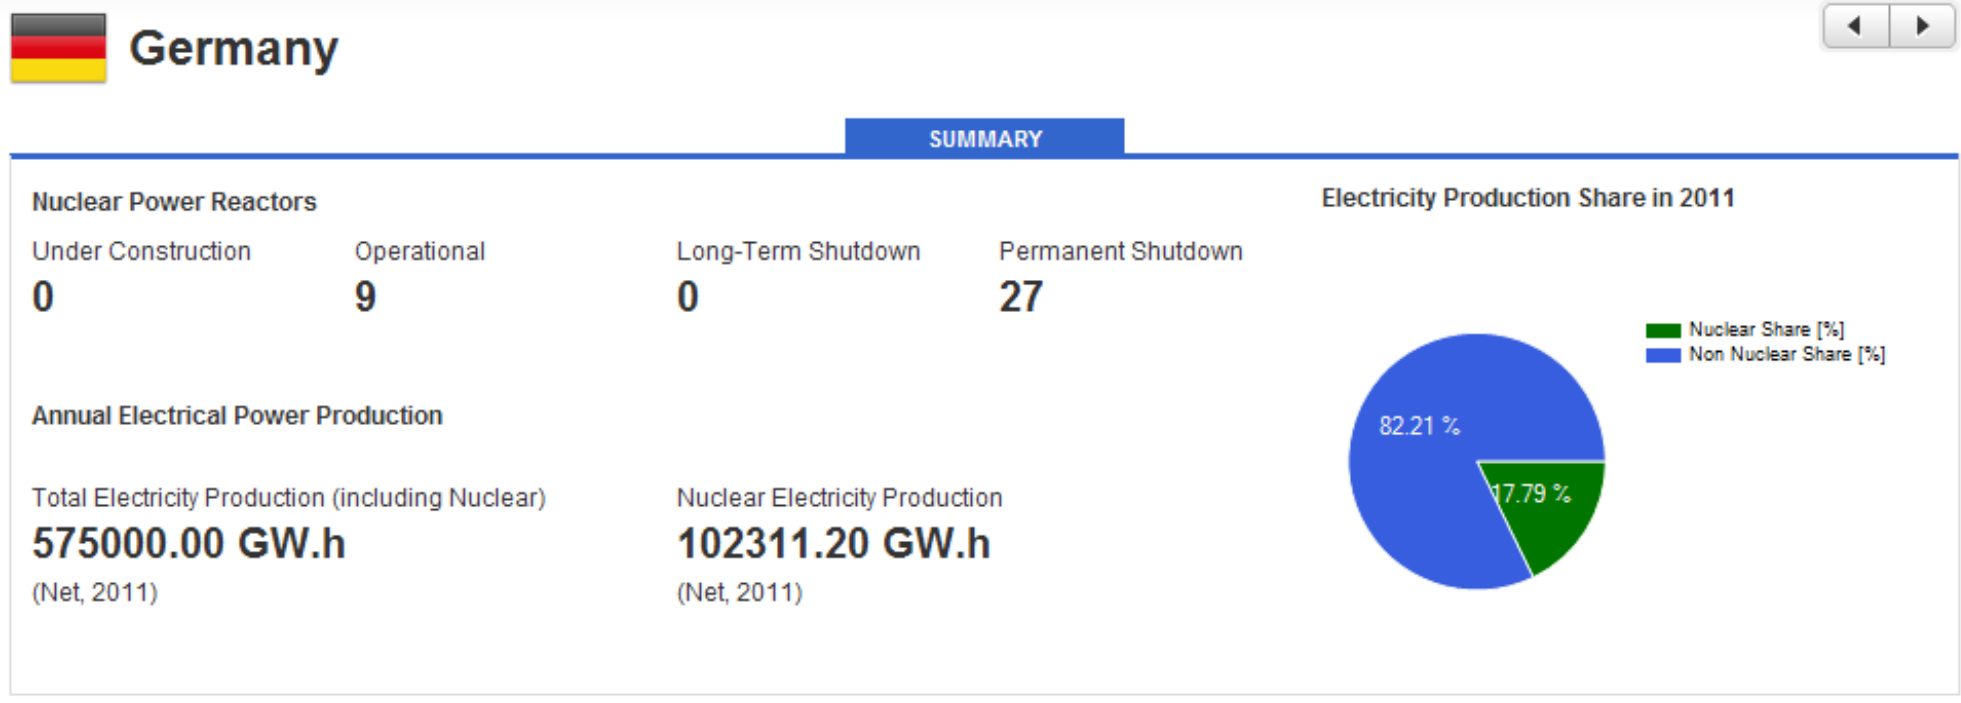 Germany
SUMMARY
Nuclear Power Reactors
Under Construction
0
Operational
9
Long-Term Shutdown
0
Permanent Shutdown
27
Annual Electrical Power Production
Total Electricity Production (including Nuclear)
575000.00 GW.h
(Net, 2011)
Nuclear Electricity Production
102311.20 GW.h
(Net, 2011)
Electricity Production Share in 2011
Nuclear Share [%]
Non Nuclear Share [%]
82.21 %
17.79 %